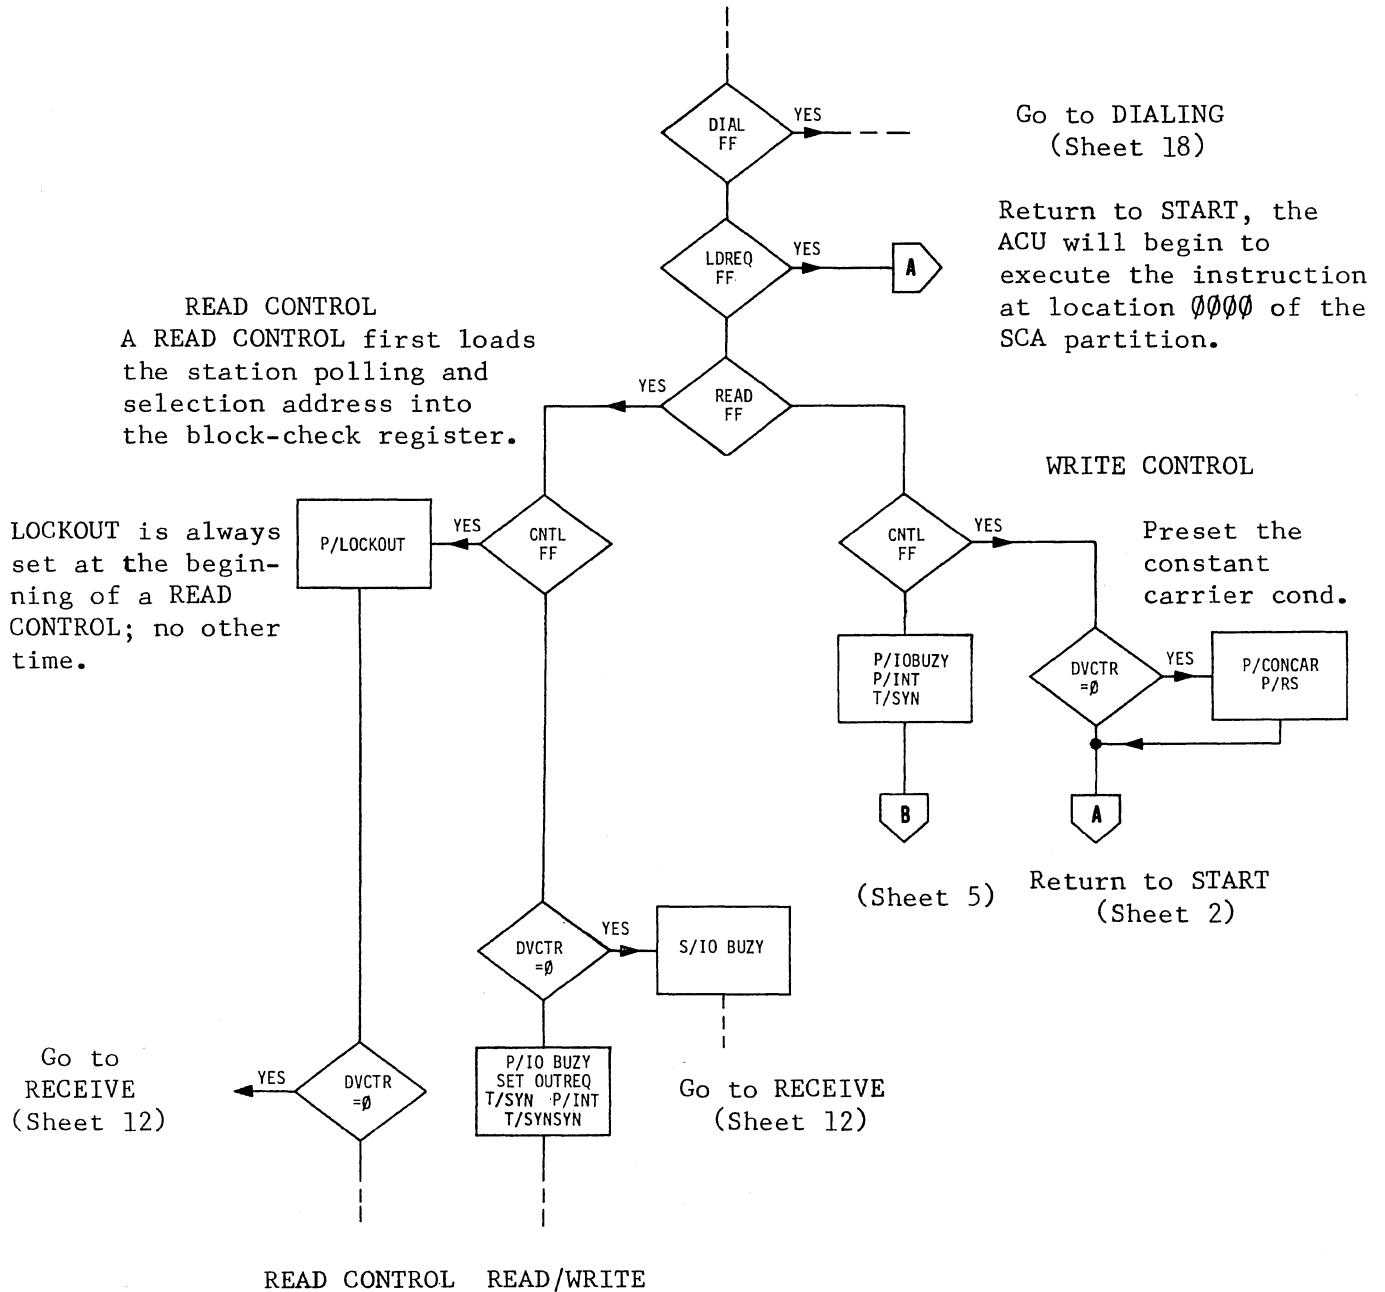 DIAL
FF
YES
Go to DIALING
(Sheet 18)
LDREQ
FF
YES
A
Return to START, the
ACU will begin to
execute the instruction
at location 0000 of the
SCA partition.
READ CONTROL
A READ CONTROL first loads
the station polling and
selection address into
the block-check register.
YES
READ
FF
WRITE CONTROL
LOCKOUT is always
set at the begin-
ning of a READ
CONTROL; no other
time.
P/LOCKOUT
YES
CNTL
FF
CNTL
FF
YES
Preset the
constant
carrier cond.
P/IOBUZY
P/INT
T/SYN
DVCTR
=Ø
YES
P/CONCAR
P/RS
B
A
(Sheet 5)
Return to START
(Sheet 2)
DVCTR
=Ø
YES
S/IO BUZY
Go to
RECEIVE
(Sheet 12)
YES
DVCTR
=Ø
P/IO BUZY
SET OUTREQ
T/SYN P/INT
T/SYNSYN
Go to RECEIVE
(Sheet 12)
READ CONTROL
READ/WRITE